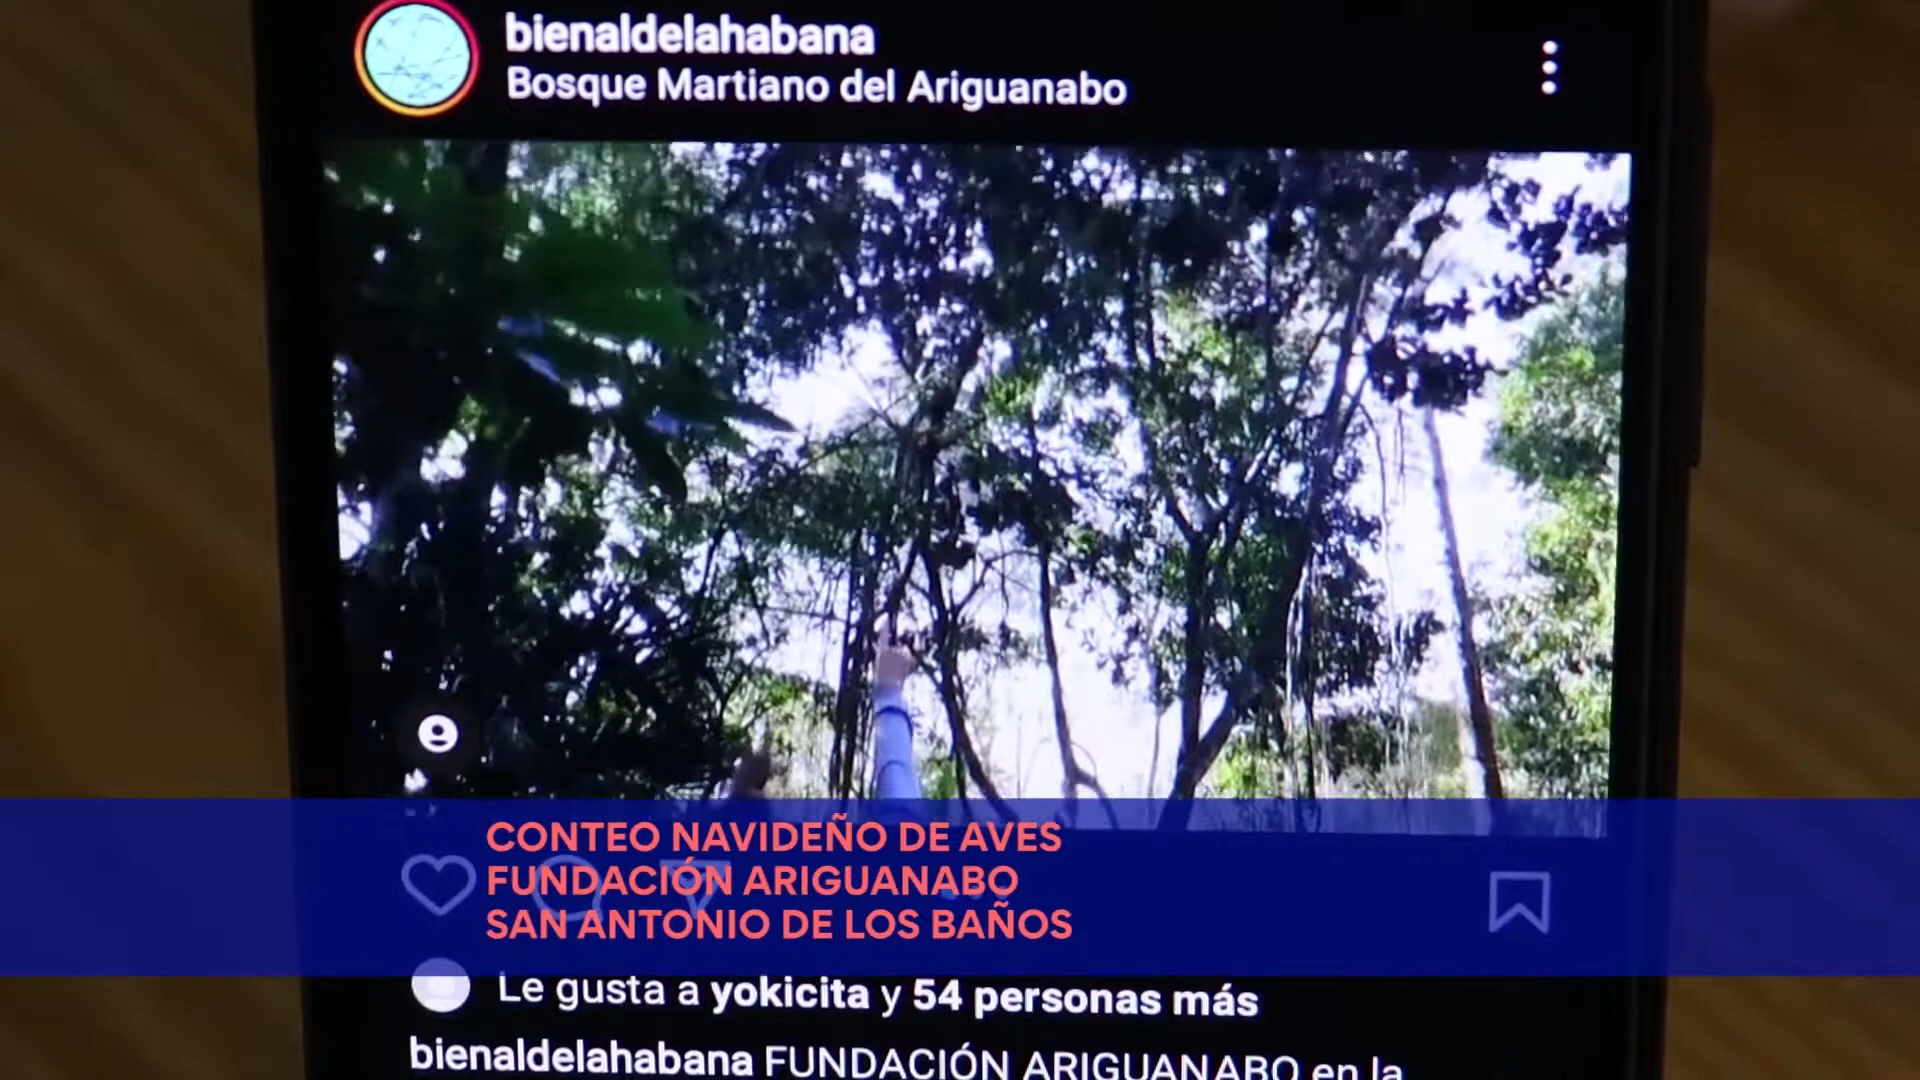 bienaldelahabana
Bosque Martiano del Ariguanabo
CONTEO NAVIDEÑO DE AVES
FUNDACIÓN ARIGUANABO
SAN ANTONIO DE LOS BAÑOS
Le gusta a yokicita y 54 personas más
bienaldelahabana FUNDACIÓN ARIGUANABO en la